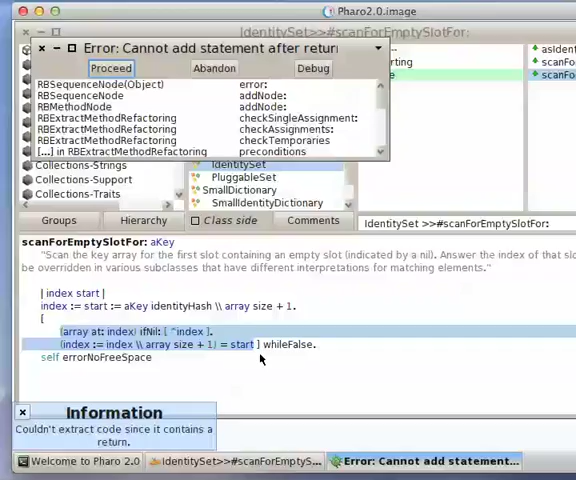 Pharo2.0.image
IdentitySet>>#scanForEmptySlotFor:
Error: Cannot add statement after retur
Proceed
Abandon
Debug
RBSequenceNode(Object) error:
RBSequenceNode addNode:
RBMethodNode addNode:
RBExtractMethodRefactoring checkSingleAssignment:
RBExtractMethodRefactoring checkAssignments:
RBExtractMethodRefactoring checkTemporaries
[...] in RBExtractMethodRefactoring preconditions
--
rting
e
asIdent
scanFor
scanFor
Collections-Strings
Collections-Support
Collections-Traits
IdentitySet
PluggableSet
SmallDictionary
SmallIdentityDictionary
Groups
Hierarchy
Class side
Comments
IdentitySet >>#scanForEmptySlotFor:
scanForEmptySlotFor: aKey
"Scan the key array for the first slot containing an empty slot (indicated by a nil). Answer the index of that slot
be overridden in various subclasses that have different interpretations for matching elements."
| index start |
index := start := aKey identityHash \\ array size + 1.
[
(array at: index) ifNil: [ ^index ].
(index := index \\ array size + 1) = start ] whileFalse.
self errorNoFreeSpace
Information
Couldn't extract code since it contains a
return.
Welcome to Pharo 2.0
IdentitySet>>#scanForEmptyS...
Error: Cannot add statement...